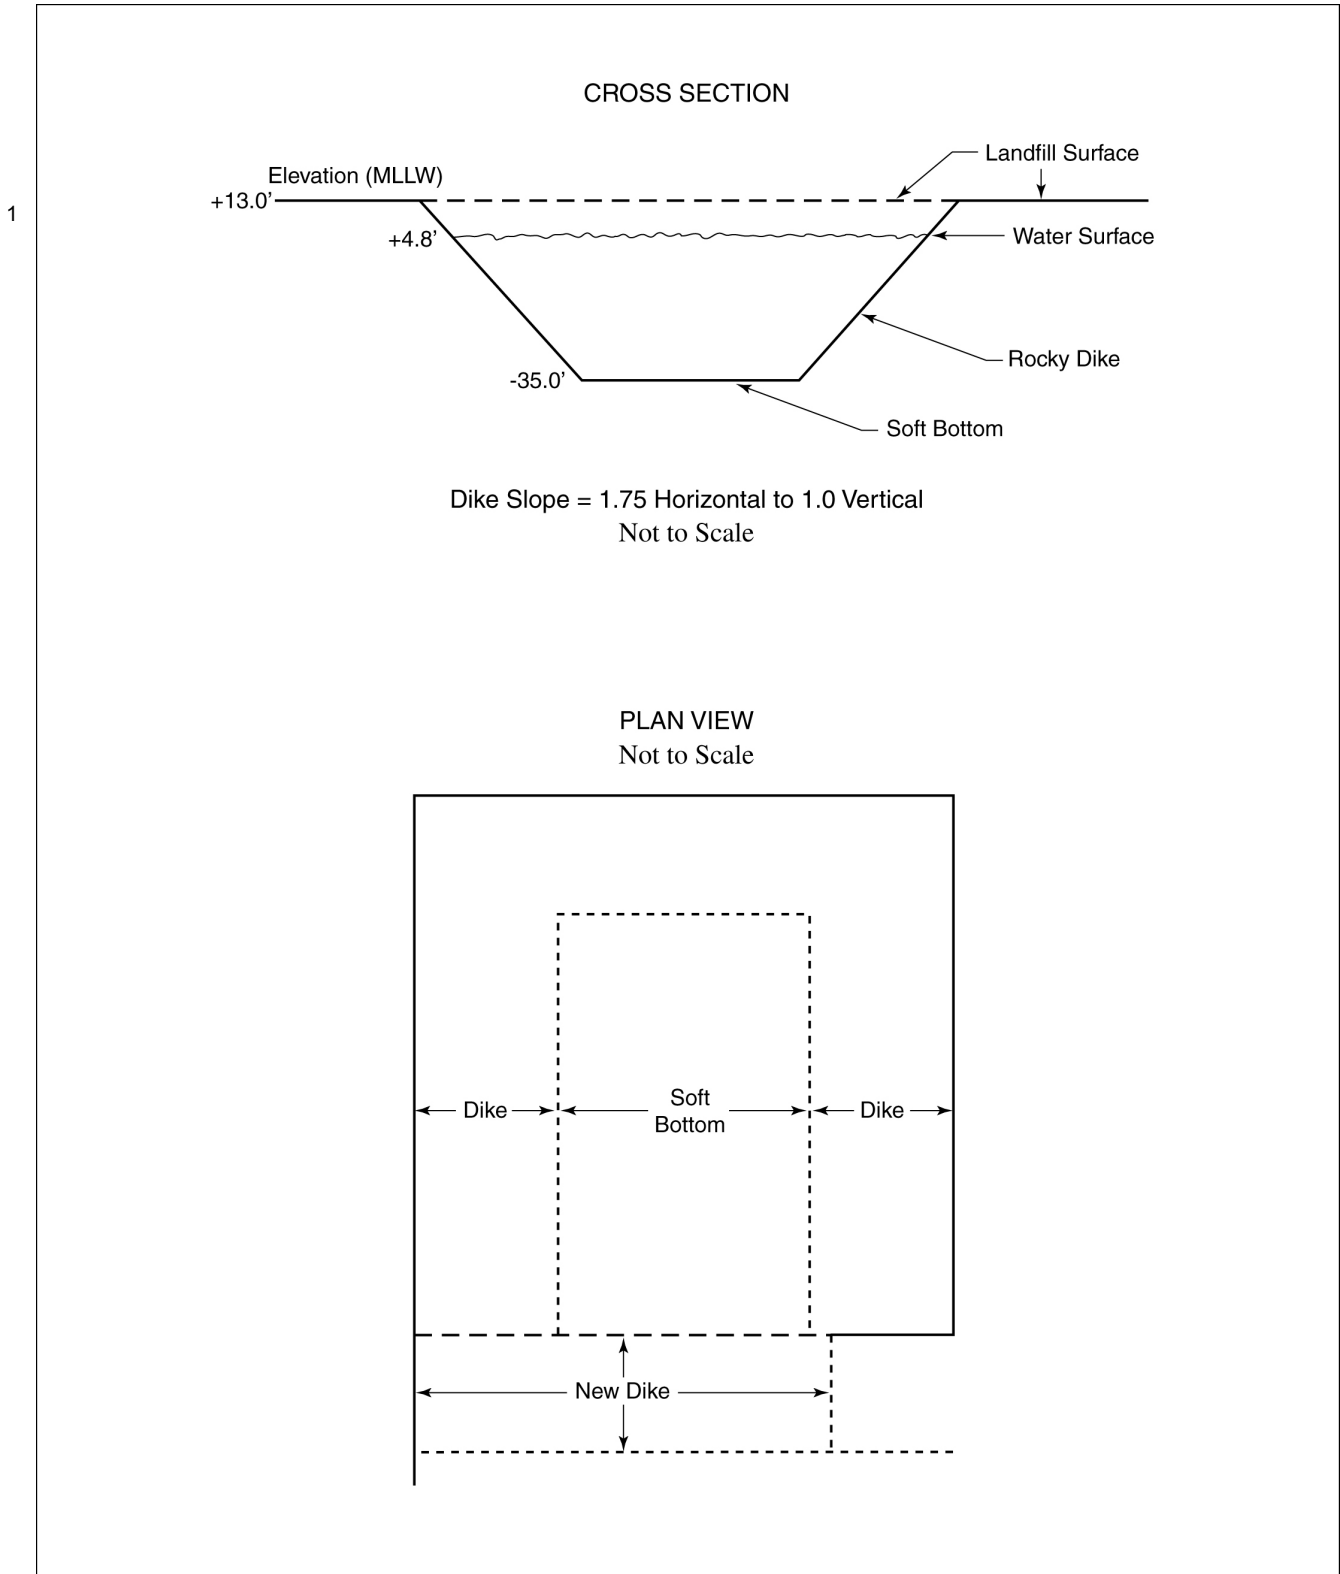 CROSS SECTION
Landfill Surface
Elevation (MLLW)
+13.0’
1
+4.8’
Water Surface
Rocky Dike
-35.0’
Soft Bottom
Dike Slope = 1.75 Horizontal to 1.0 Vertical
Not to Scale
PLAN VIEW
Not to Scale
Dike
Soft
Bottom
Dike
New Dike